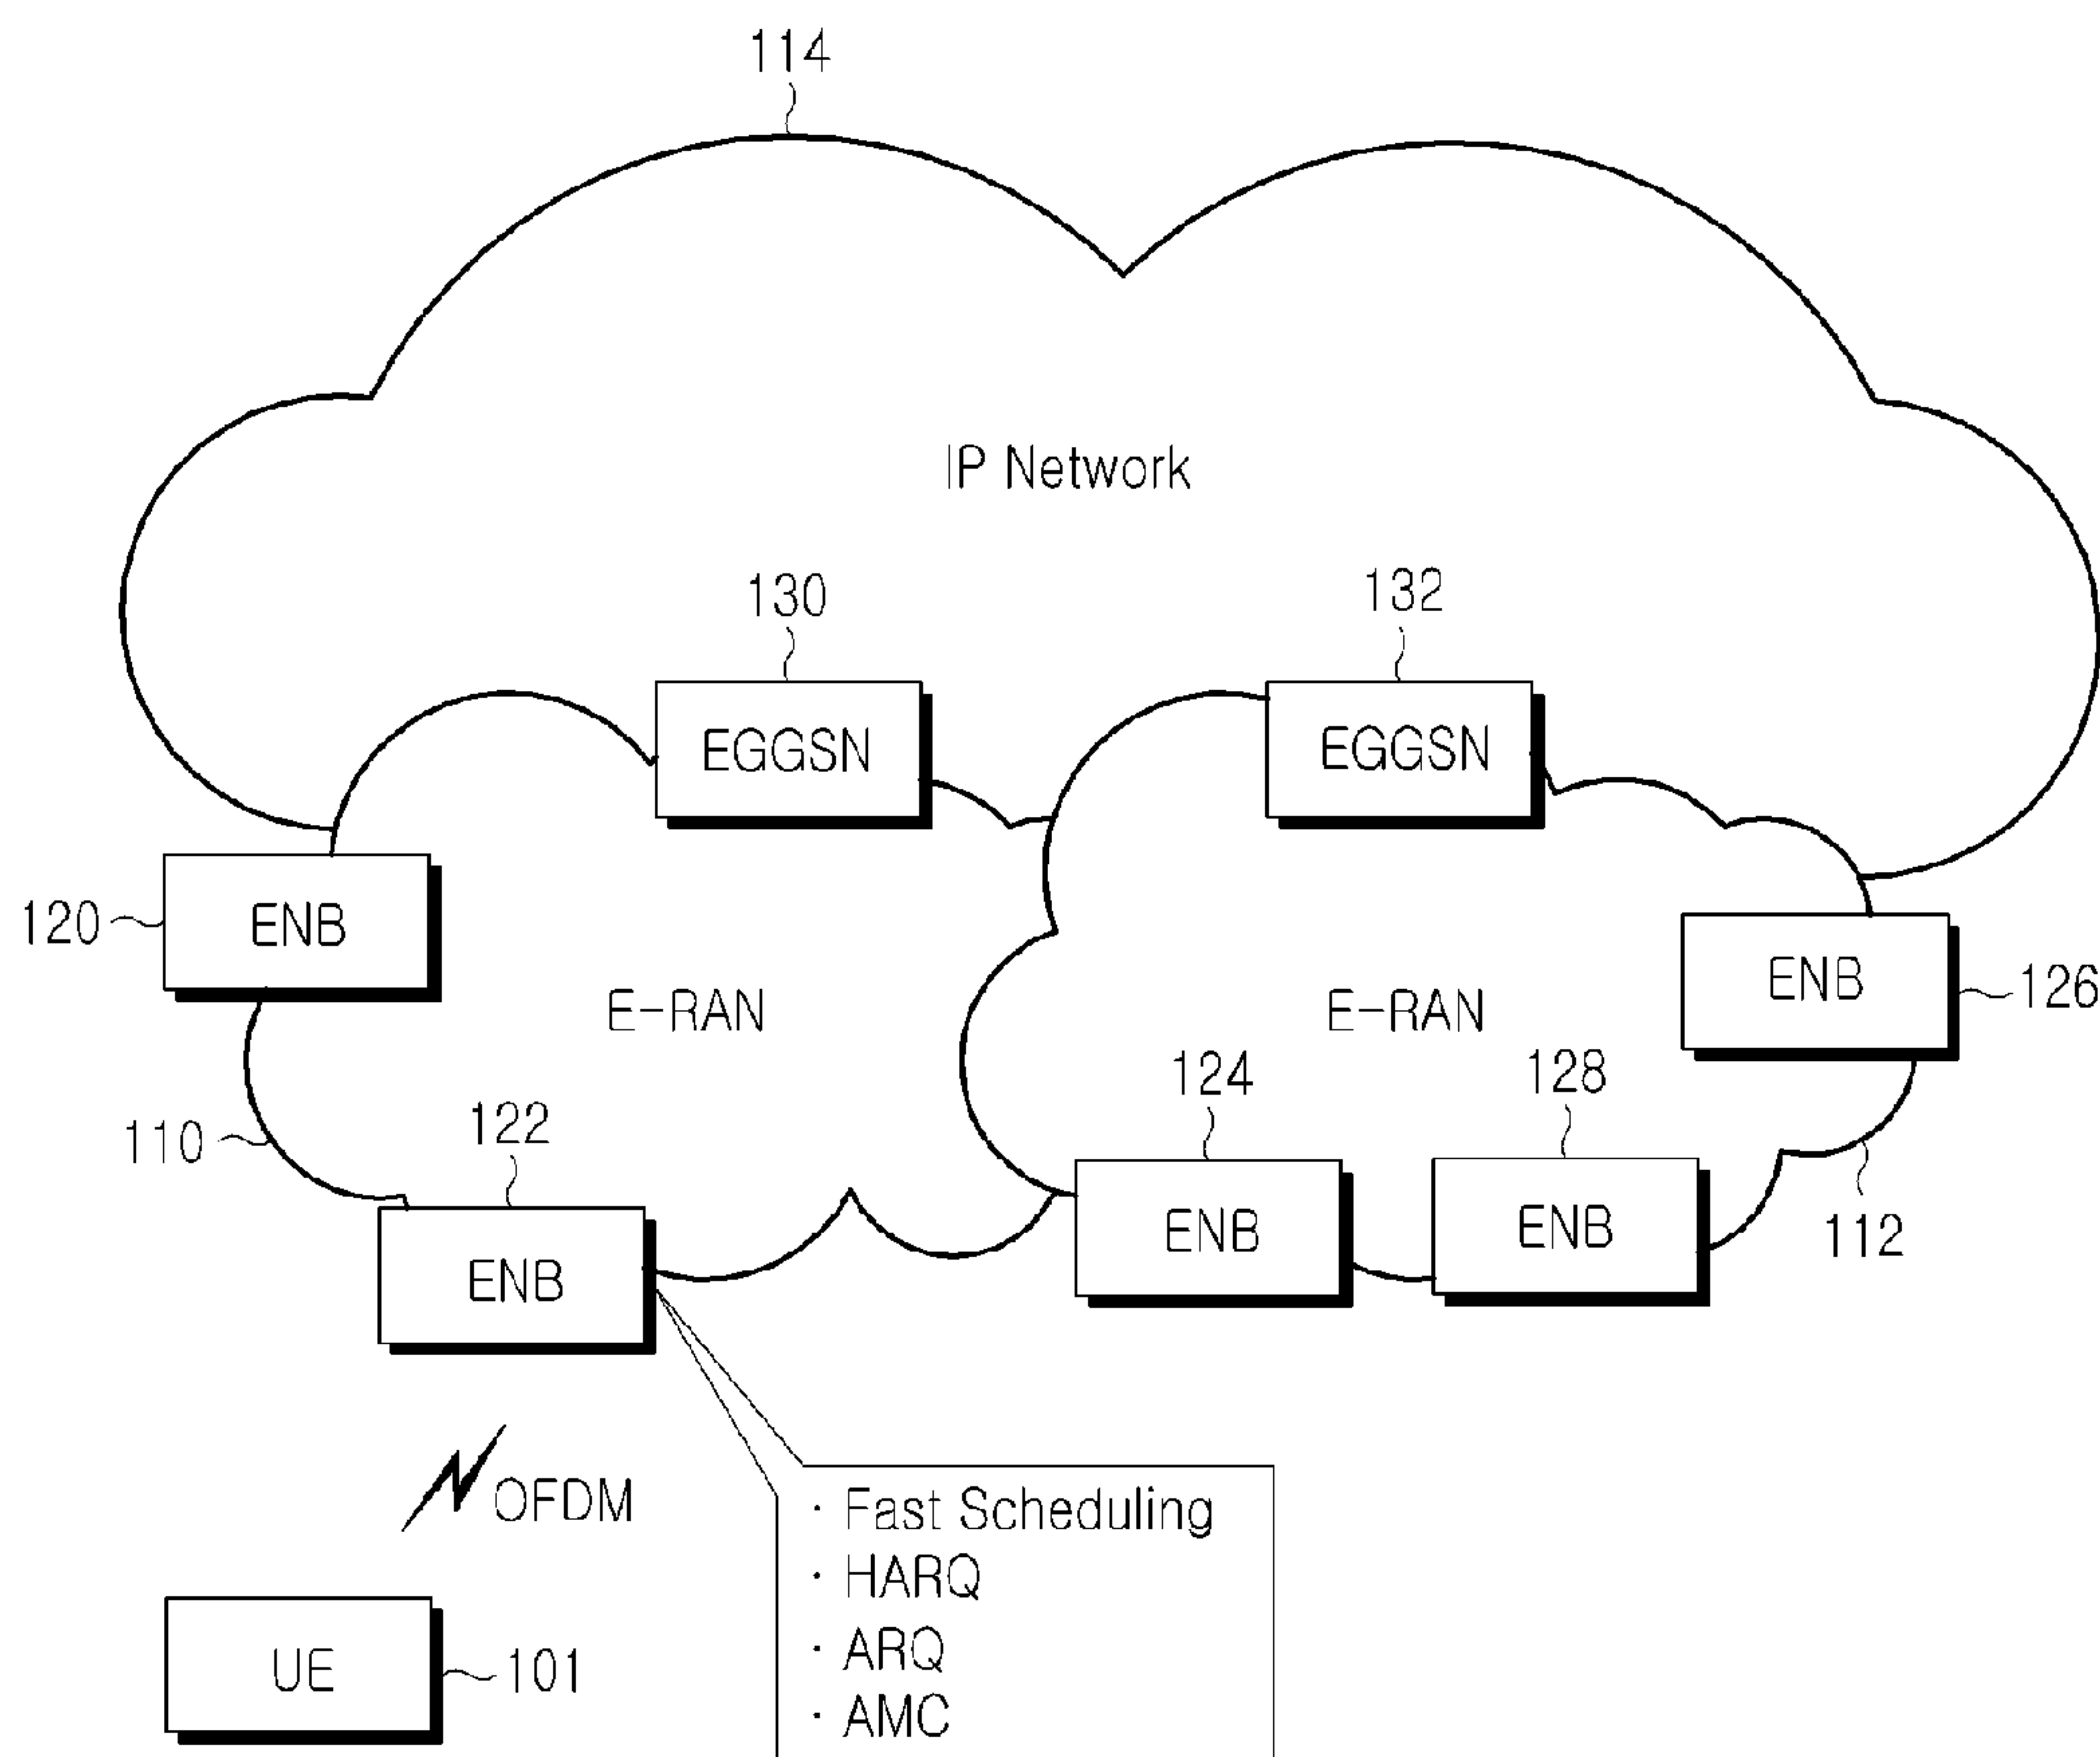 114
IP Network
130
132
EGGSN
EGGSN
120
ENB
E-RAN
E-RAN
ENB
126
124
128
110
122
ENB
ENB
112
ENB
OFDM
· Fast Scheduling
· HARQ
· ARQ
· AMC
UE
101